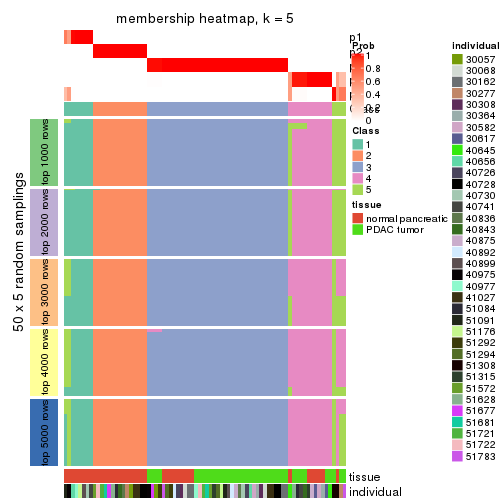 membership heatmap, k = 5
50 x 5 random samplings
top 1000 rows
top 2000 rows
top 3000 rows
top 4000 rows
top 5000 rows
p1
tissue
individual
Prob
1
0.8
0.6
0.4
0.2
0
Class
1
2
3
4
5
tissue
normal pancreatic
PDAC tumor
individual
30057
30068
30162
30277
30308
30364
30582
30617
40645
40656
40726
40728
40730
40741
40836
40843
40875
40892
40899
40975
40977
41027
51084
51091
51176
51292
51294
51308
51315
51572
51628
51677
51681
51721
51722
51783